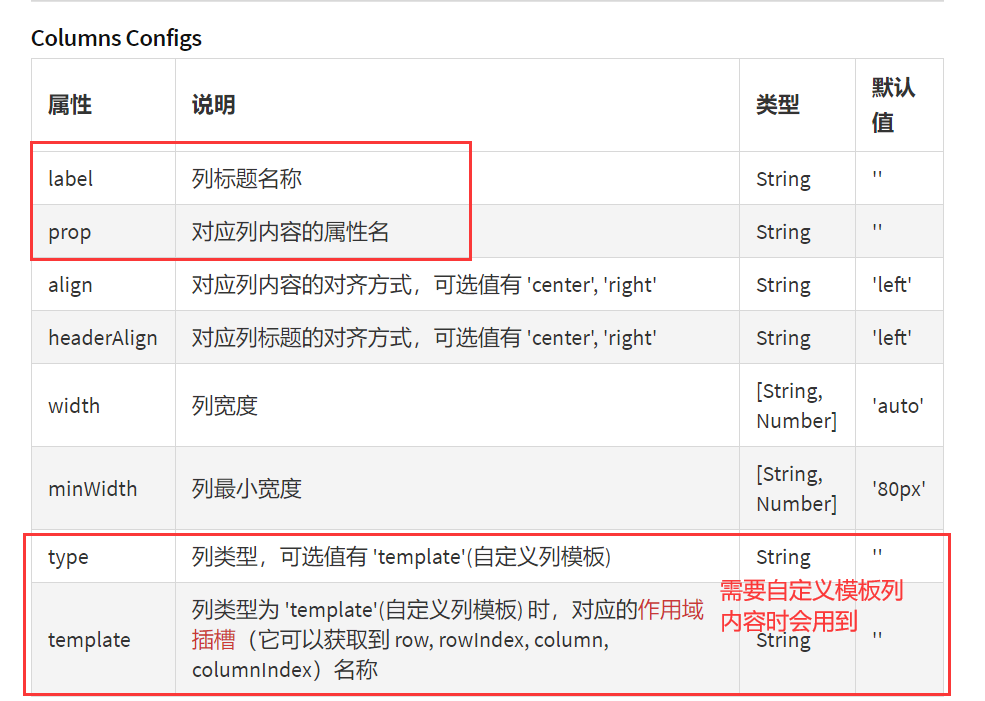 Columns Configs
属性 说明 类型 默认值
label 列标题名称 String ''
prop 对应列内容的属性名 String ''
align 对应列内容的对齐方式，可选值有 'center', 'right' String 'left'
headerAlign 对应列标题的对齐方式，可选值有 'center', 'right' String 'left'
width 列宽度 [String, Number] 'auto'
minWidth 列最小宽度 [String, Number] '80px'
type 列类型，可选值有 'template'(自定义列模板) String ''
需要自定义模板列
内容时会用到
template 列类型为 'template'(自定义列模板) 时，对应的作用域
插槽（它可以获取到 row, rowIndex, column,
columnIndex）名称 String ''